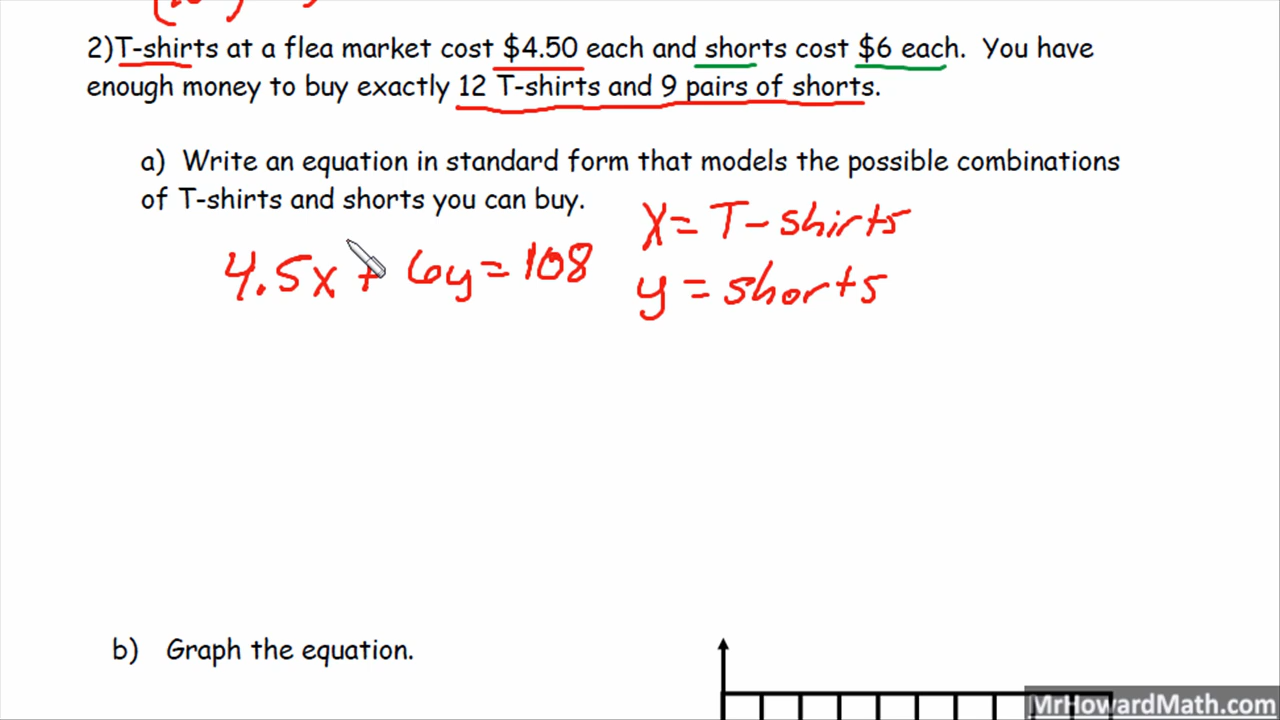 2)T-shirts at a flea market cost $4.50 each and shorts cost $6 each. You have
enough money to buy exactly 12 T-shirts and 9 pairs of shorts.
a) Write an equation in standard form that models the possible combinations
of T-shirts and shorts you can buy.
x = T-shirts
4.5x + 6y = 108
y = shorts
b) Graph the equation.
MrHowardMath.com